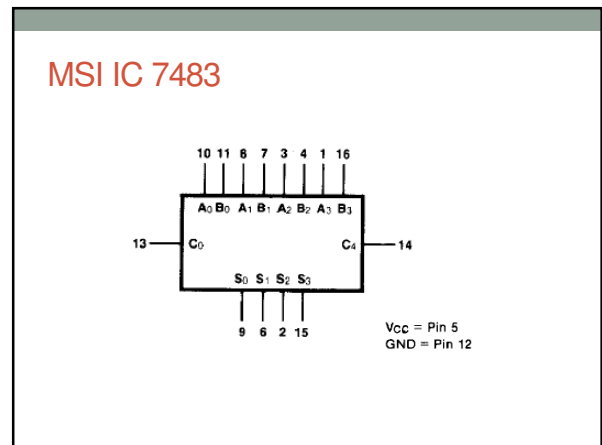 MSI IC 7483
10 11 8 7 3 4 1 16
A0 B0 A1 B1 A2 B2 A3 B3
13 C0 C4 14
S0 S1 S2 S3
9 6 2 15
VCC = Pin 5
GND = Pin 12